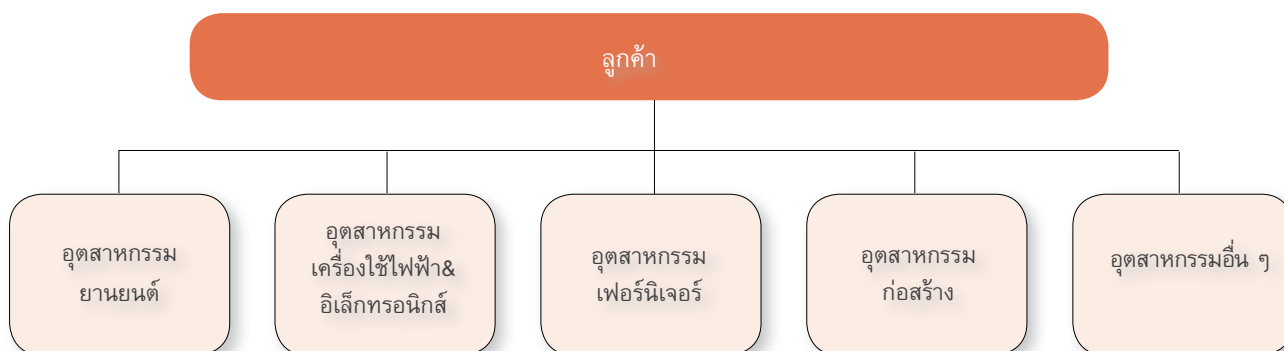 ลูกค้า
อุตสาหกรรม
ยานยนต์
อุตสาหกรรม
เครื่องใช้ไฟฟ้า&
อิเล็กทรอนิกส์
อุตสาหกรรม
เฟอร์นิเจอร์
อุตสาหกรรม
ก่อสร้าง
อุตสาหกรรมอื่น ๆ